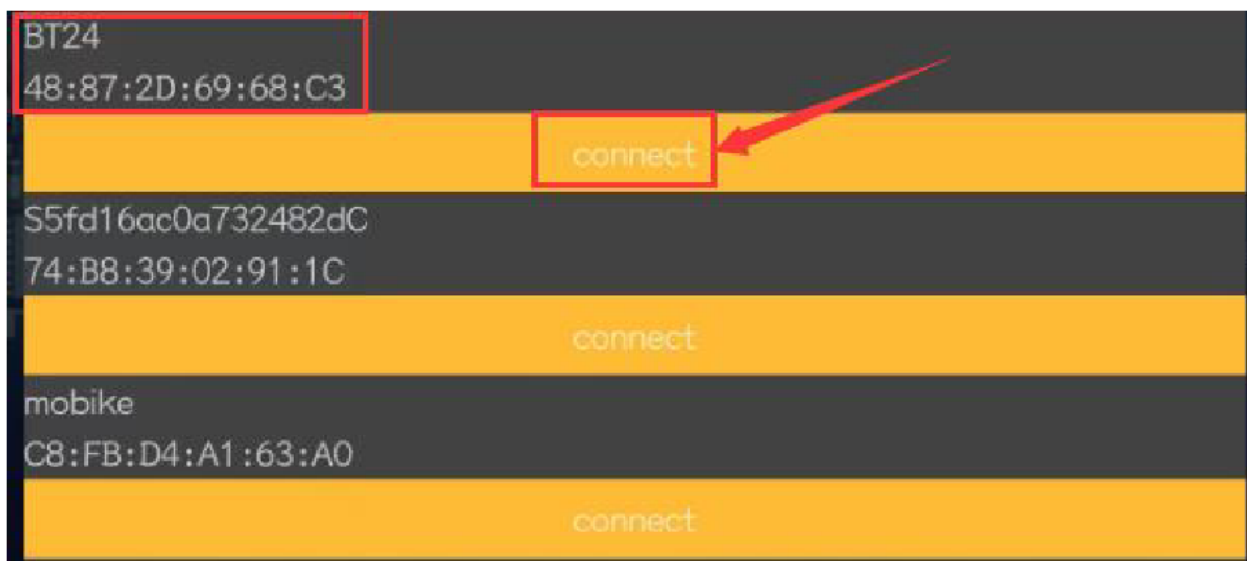 BT24
48:87:2D:69:68:C3
connect
S5fd16ac0a732482dC
74:B8:39:02:91:1C
connect
mobike
C8:FB:D4:A1:63:A0
connect